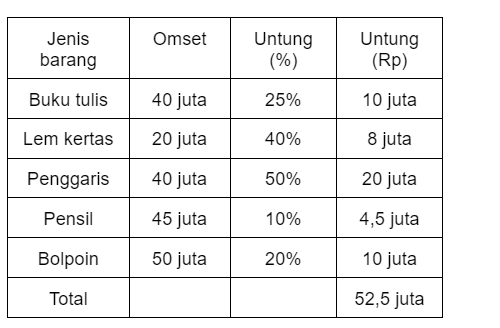 Jenis barang Omset Untung (%) Untung (Rp)
Buku tulis 40 juta 25% 10 juta
Lem kertas 20 juta 40% 8 juta
Penggaris 40 juta 50% 20 juta
Pensil 45 juta 10% 4,5 juta
Bolpoin 50 juta 20% 10 juta
Total 52,5 juta